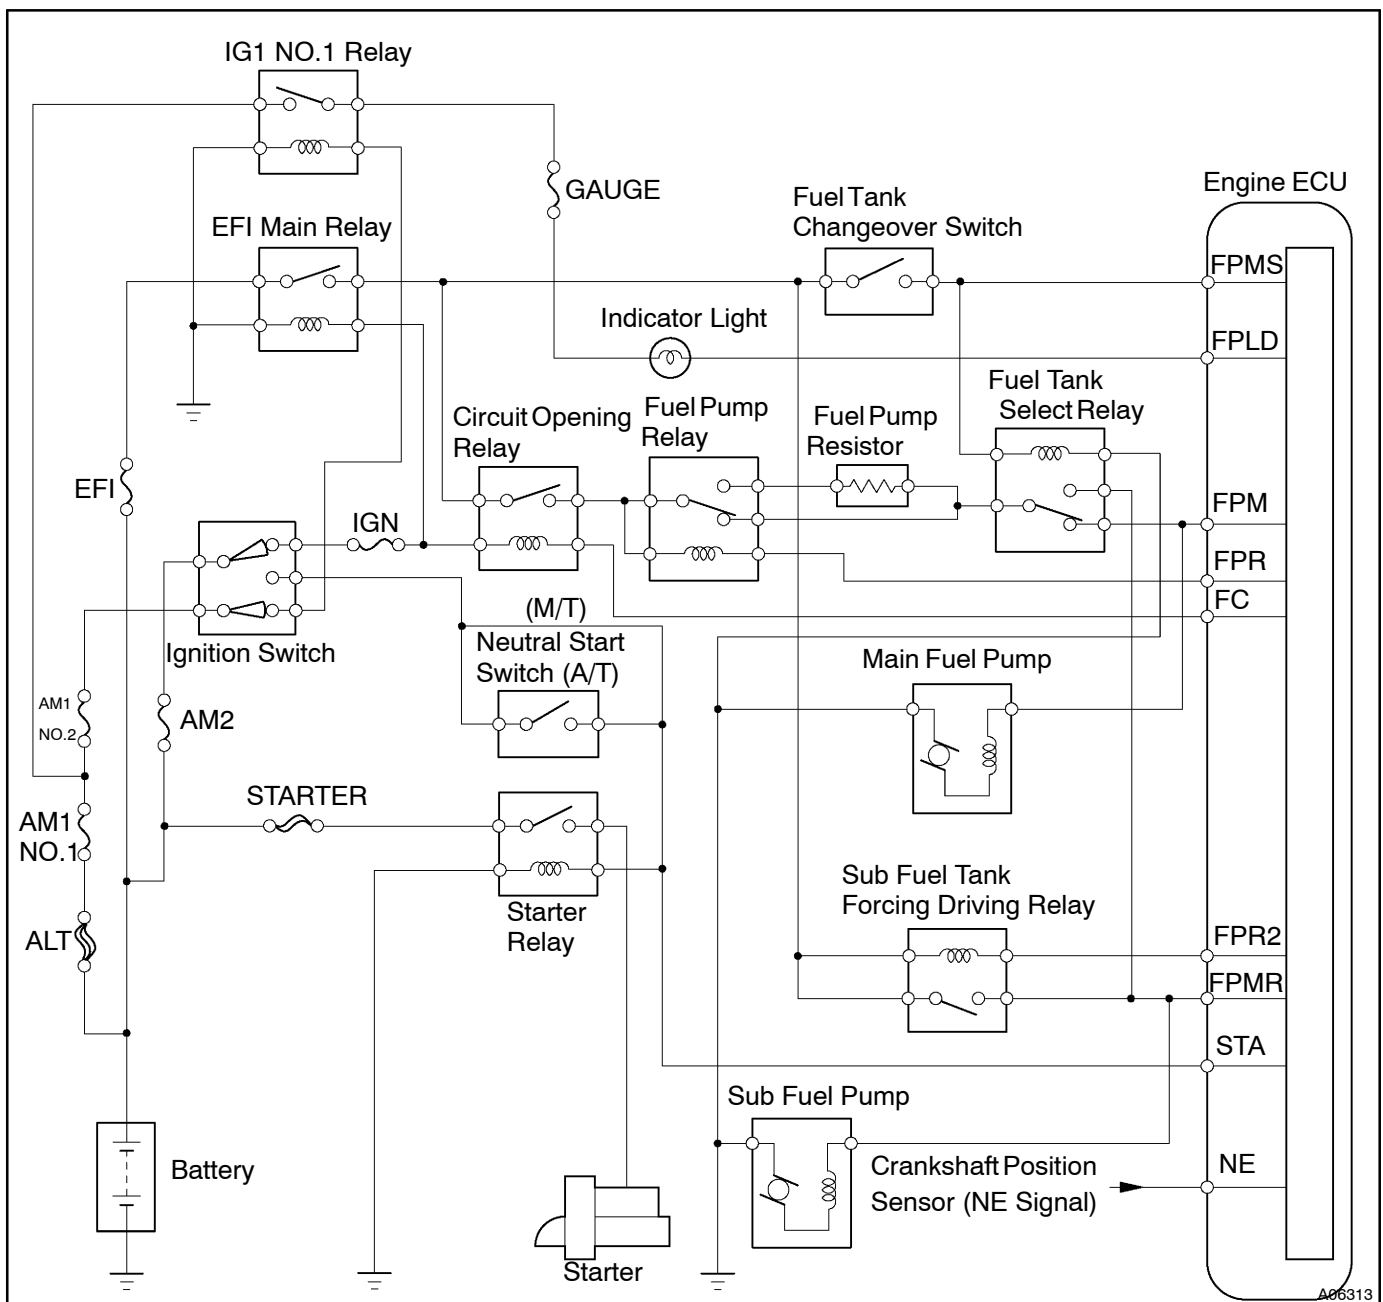 IG1 NO.1 Relay
GAUGE
Engine ECU
Fuel Tank
Changeover Switch
EFI Main Relay
FPMS
Indicator Light
FPLD
Fuel Tank
Select Relay
Circuit Opening
Relay
Fuel Pump
Relay
Fuel Pump
Resistor
EFI
IGN
FPM
FPR
FC
(M/T)
Ignition Switch
Neutral Start
Switch (A/T)
Main Fuel Pump
AM1
NO.2
AM2
STARTER
AM1
NO.1
Sub Fuel Tank
Forcing Driving Relay
Starter
Relay
ALT
FPR2
FPMR
STA
Sub Fuel Pump
Battery
Crankshaft Position
Sensor (NE Signal)
NE
Starter
A06313